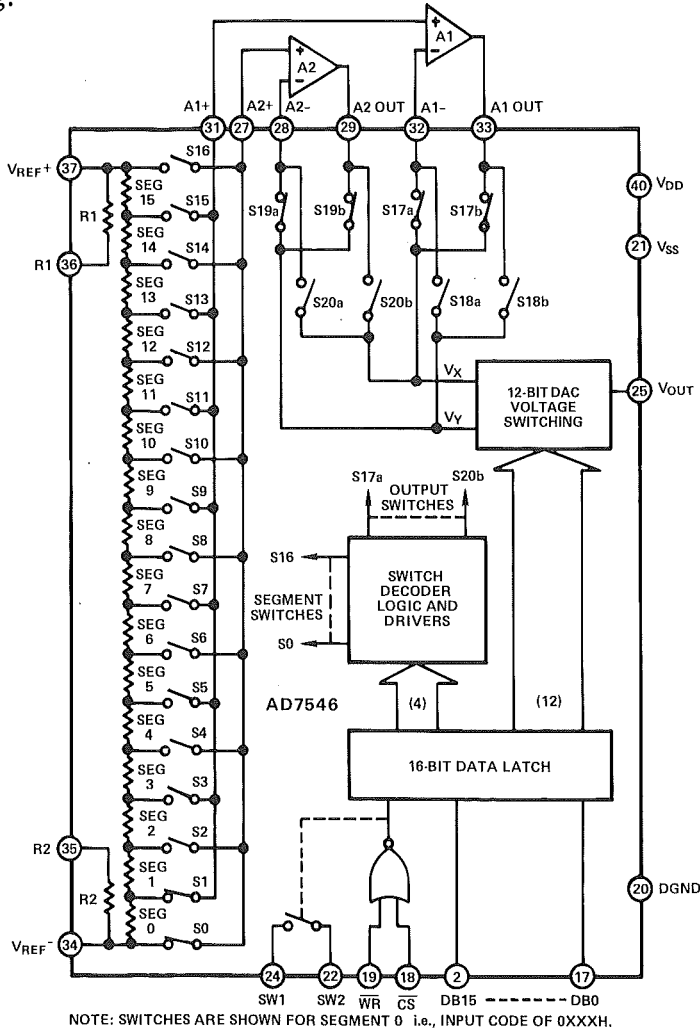 A1
+
−
A2
+
−
A1+
A2+
A2−
A2 OUT
A1−
A1 OUT
31
27
28
29
32
33
VREF+
37
R1
R1
36
SEG 15
SEG 14
SEG 13
SEG 12
SEG 11
SEG 10
SEG 9
SEG 8
SEG 7
SEG 6
SEG 5
SEG 4
SEG 3
SEG 2
SEG 1
SEG 0
S16
S15
S14
S13
S12
S11
S10
S9
S8
S7
S6
S5
S4
S3
S2
S1
S0
R2
35
R2
VREF−
34
S19a
S19b
S17a
S17b
S20a
S20b
S18a
S18b
40
VDD
21
VSS
VX
VY
12-BIT DAC
VOLTAGE
SWITCHING
25
VOUT
S17a
S20b
OUTPUT
SWITCHES
S16
SEGMENT
SWITCHES
S0
SWITCH
DECODER
LOGIC AND
DRIVERS
AD7546
(4)
(12)
16-BIT DATA LATCH
20
DGND
24
22
19
18
2
17
SW1
SW2
WR
CS
DB15
DB0
NOTE: SWITCHES ARE SHOWN FOR SEGMENT 0 i.e., INPUT CODE OF 0XXXH.